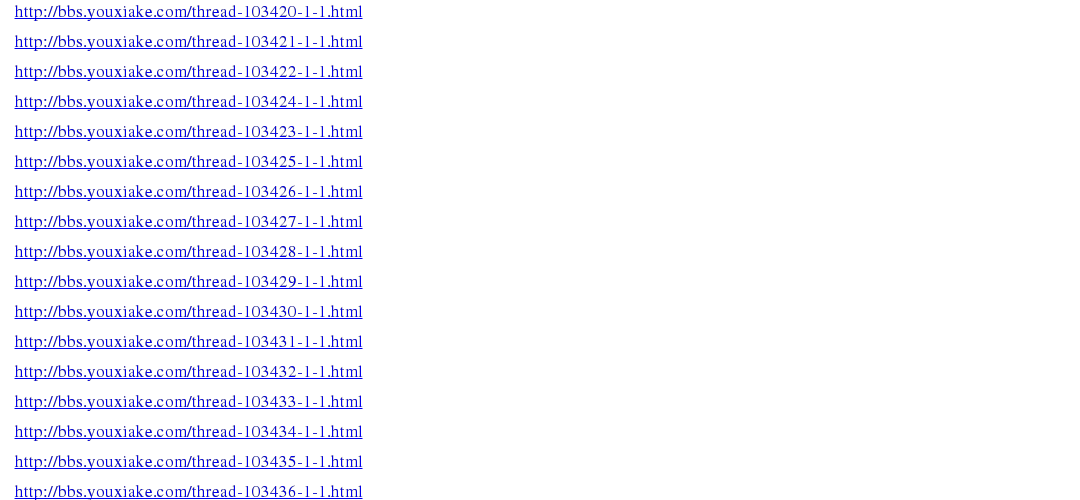 http://bbs.youxiake.com/thread-103420-1-1.html
http://bbs.youxiake.com/thread-103421-1-1.html
http://bbs.youxiake.com/thread-103422-1-1.html
http://bbs.youxiake.com/thread-103424-1-1.html
http://bbs.youxiake.com/thread-103423-1-1.html
http://bbs.youxiake.com/thread-103425-1-1.html
http://bbs.youxiake.com/thread-103426-1-1.html
http://bbs.youxiake.com/thread-103427-1-1.html
http://bbs.youxiake.com/thread-103428-1-1.html
http://bbs.youxiake.com/thread-103429-1-1.html
http://bbs.youxiake.com/thread-103430-1-1.html
http://bbs.youxiake.com/thread-103431-1-1.html
http://bbs.youxiake.com/thread-103432-1-1.html
http://bbs.youxiake.com/thread-103433-1-1.html
http://bbs.youxiake.com/thread-103434-1-1.html
http://bbs.youxiake.com/thread-103435-1-1.html
http://bbs.youxiake.com/thread-103436-1-1.html